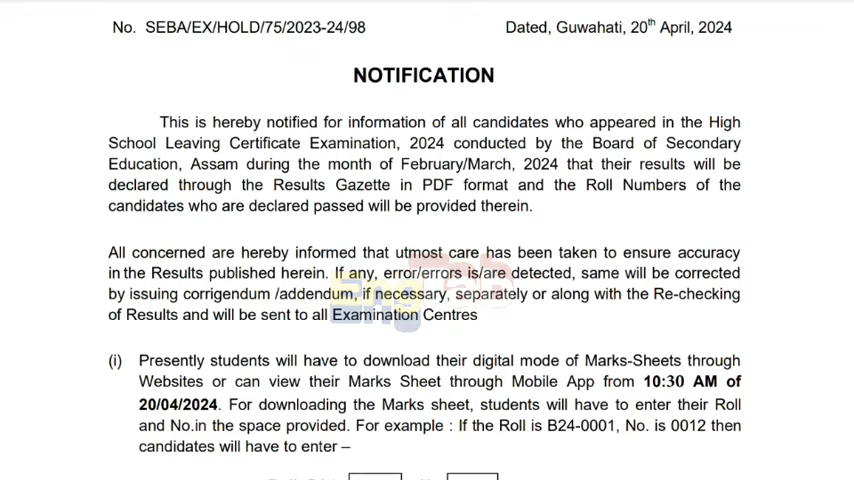 No. SEBA/EX/HOLD/75/2023-24/98 Dated, Guwahati, 20th April, 2024
NOTIFICATION
This is hereby notified for information of all candidates who appeared in the High
School Leaving Certificate Examination, 2024 conducted by the Board of Secondary
Education, Assam during the month of February/March, 2024 that their results will be
declared through the Results Gazette in PDF format and the Roll Numbers of the
candidates who are declared passed will be provided therein.
All concerned are hereby informed that utmost care has been taken to ensure accuracy
in the Results published herein. If any, error/errors is/are detected, same will be corrected
by issuing corrigendum /addendum, if necessary, separately or along with the Re-checking
of Results and will be sent to all Examination Centres
(i) Presently students will have to download their digital mode of Marks-Sheets through
Websites or can view their Marks Sheet through Mobile App from 10:30 AM of
20/04/2024. For downloading the Marks sheet, students will have to enter their Roll
and No.in the space provided. For example : If the Roll is B24-0001, No. is 0012 then
candidates will have to enter –